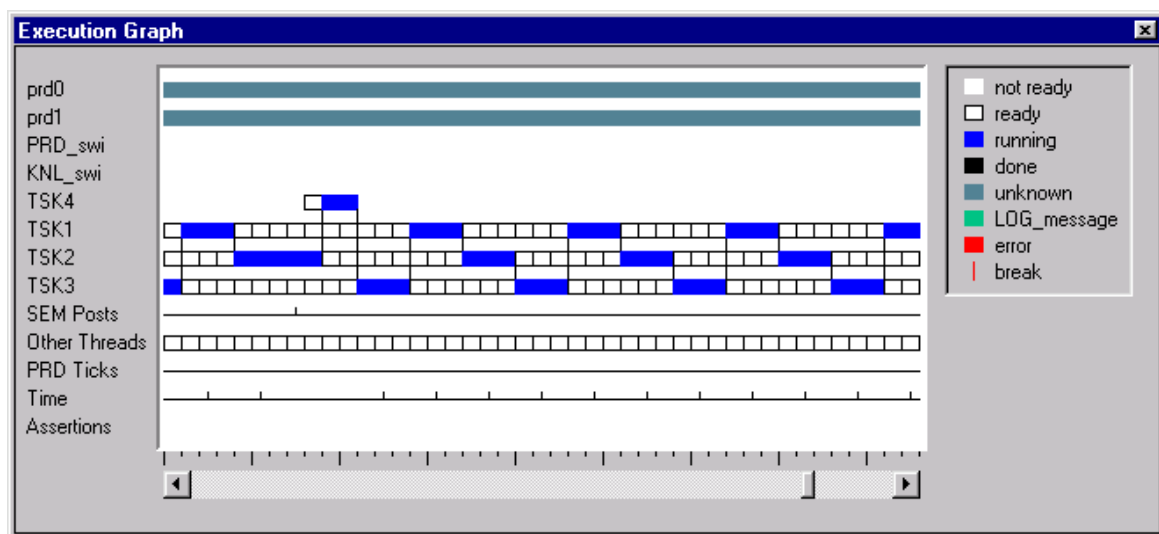 Execution Graph
prd0
prd1
PRD_swi
KNL_swi
TSK4
TSK1
TSK2
TSK3
SEM Posts
Other Threads
PRD Ticks
Time
Assertions
not ready
ready
running
done
unknown
LOG_message
error
break